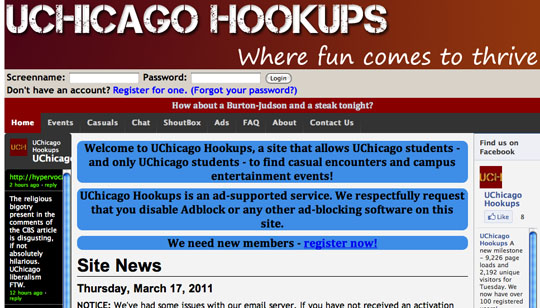 UCHICAGO HOOKUPS
Where fun comes to thrive
Screenname: Password: Login
Don't have an account? Register for one. (Forgot your password?)
How about a Burton-Judson and a steak tonight?
Home Events Casuals Chat ShoutBox Ads FAQ About Contact Us
UCH
UChicago
Hookups
UChica
http://hypervoca
2 hours ago · reply
The religious
bigotry
present in the
comments of
the CBS article
is disgusting,
if not
absolutely
hilarious.
UChicago
liberalism
FTW.
12 hours ago · reply
Welcome to UChicago Hookups, a site that allows UChicago students -
and only UChicago students - to find casual encounters and campus
entertainment events!
UChicago Hookups is an ad-supported service. We respectfully request
that you disable Adblock or any other ad-blocking software on this
site.
We need new members - register now!
Site News
Thursday, March 17, 2011
NOTICE: We've had some issues with our email server. If you have not received an activation
Find us on
Facebook
UCH
UChicago
Hookups
Like 8
UChicago
Hookups A new
milestone
- 9,226 page
loads and
2,192 unique
visitors for
Tuesday. We
now have over
100 registered